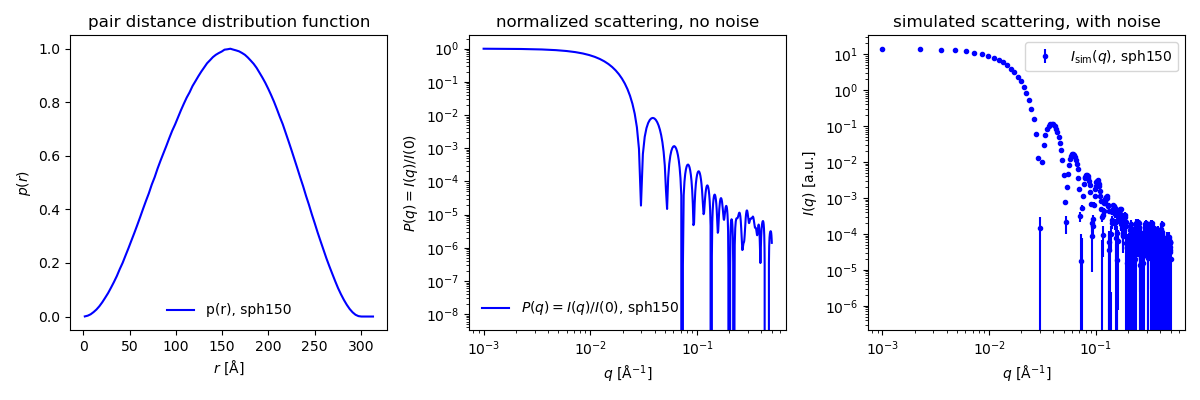 pair distance distribution function
p(r)
1.0
0.8
0.6
0.4
0.2
0.0
p(r), sph150
0 50 100 150 200 250 300
r [Å]
normalized scattering, no noise
P(q) = I(q)/I(0)
10⁰
10⁻¹
10⁻²
10⁻³
10⁻⁴
10⁻⁵
10⁻⁶
10⁻⁷
10⁻⁸
P(q) = I(q)/I(0), sph150
10⁻³ 10⁻² 10⁻¹
q [Å⁻¹]
simulated scattering, with noise
I(q) [a.u.]
10¹
10⁰
10⁻¹
10⁻²
10⁻³
10⁻⁴
10⁻⁵
10⁻⁶
I_sim(q), sph150
10⁻³ 10⁻² 10⁻¹
q [Å⁻¹]